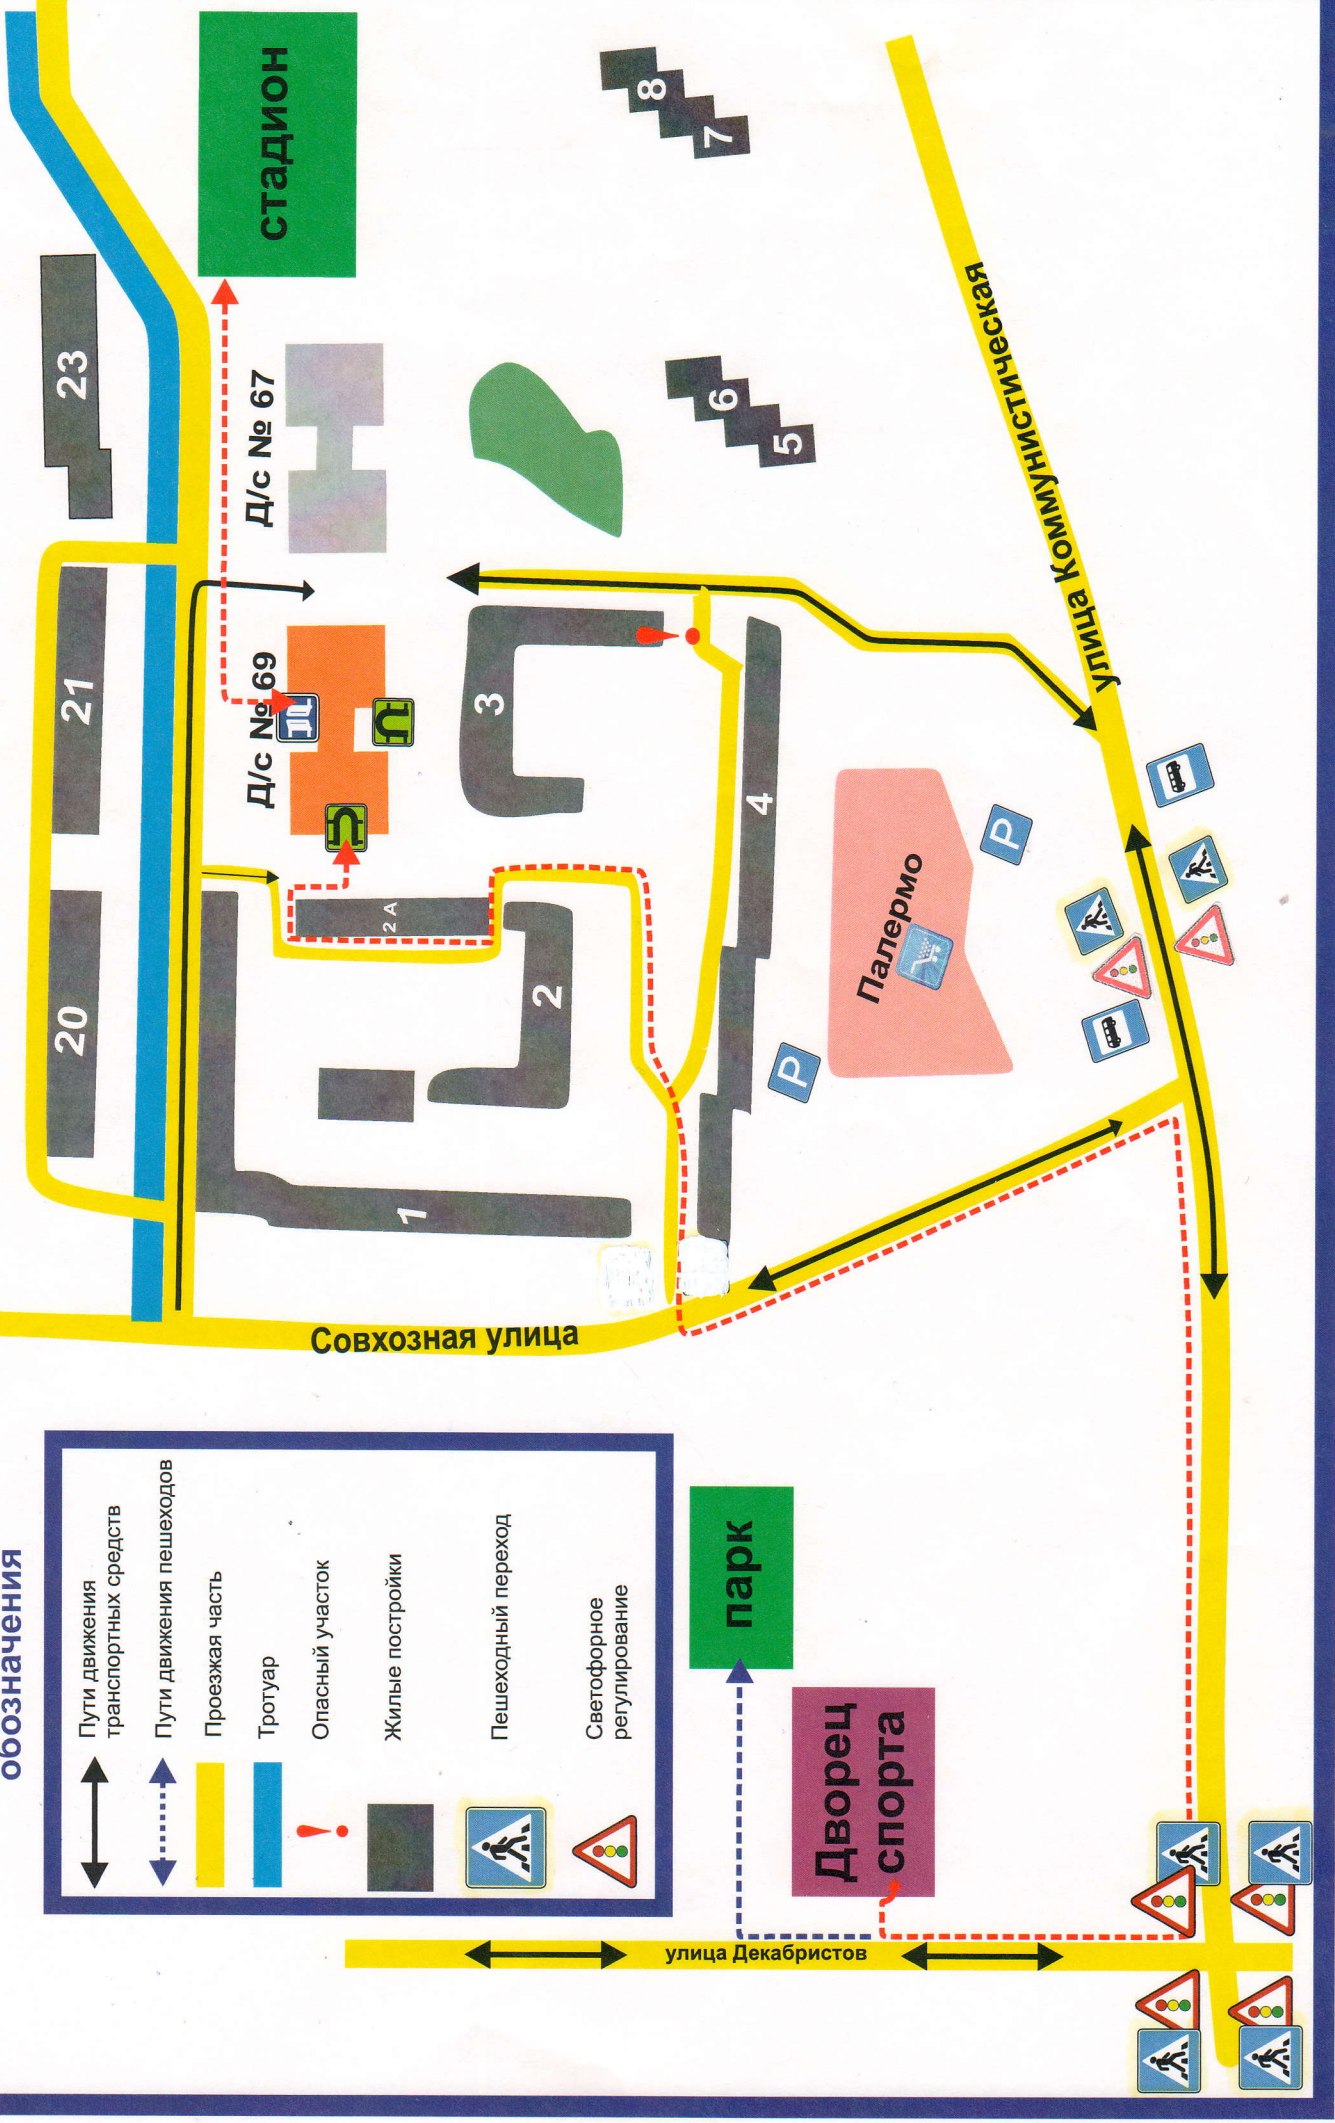 обозначения
Пути движения
транспортных средств
Пути движения пешеходов
Проезжая часть
Тротуар
Опасный участок
Жилые постройки
Пешеходный переход
Светофорное
регулирование
23
21
20
стадион
Д/с № 67
Д/с № 69
8
7
6
5
3
2 А
2
1
4
Палермо
P
P
Совхозная улица
улица Коммунистическая
парк
Дворец
спорта
улица Декабристов